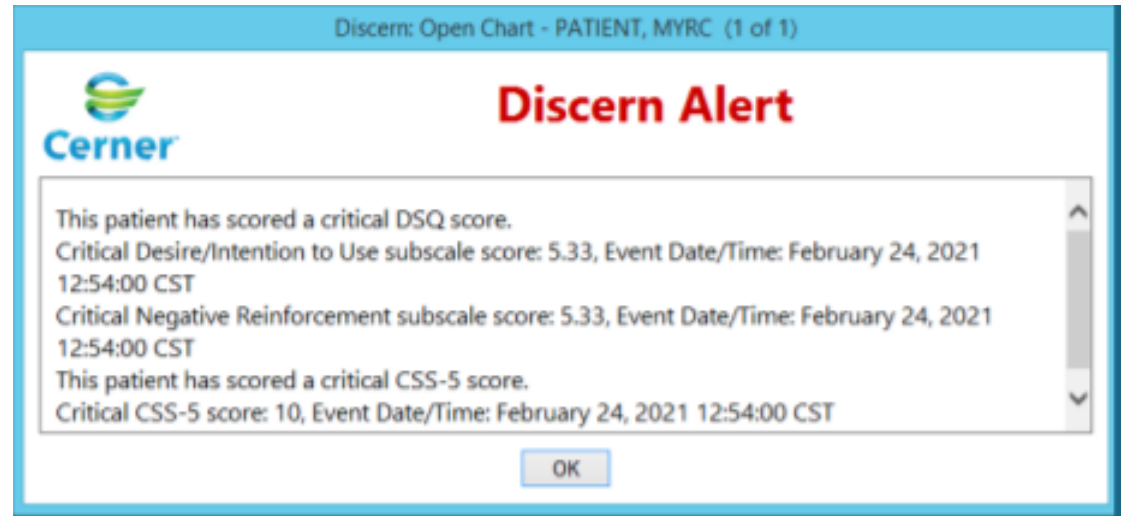 Discern: Open Chart - PATIENT, MYRC (1 of 1)
Cerner
Discern Alert
This patient has scored a critical DSQ score.
Critical Desire/Intention to Use subscale score: 5.33, Event Date/Time: February 24, 2021
12:54:00 CST
Critical Negative Reinforcement subscale score: 5.33, Event Date/Time: February 24, 2021
12:54:00 CST
This patient has scored a critical CSS-5 score.
Critical CSS-5 score: 10, Event Date/Time: February 24, 2021 12:54:00 CST
OK